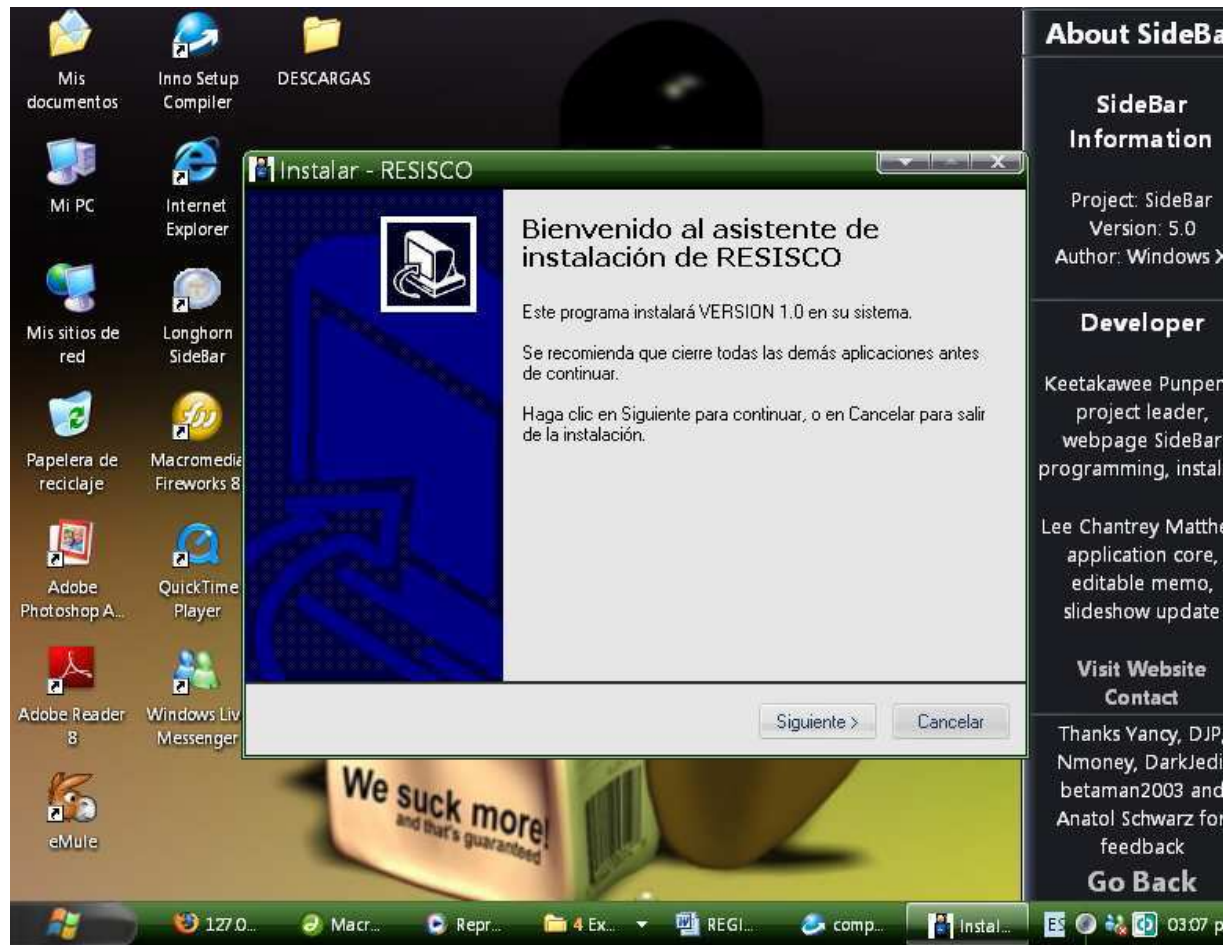 Mis
documentos
Inno Setup
Compiler
DESCARGAS
Mi PC
Internet
Explorer
Mis sitios de
red
Longhorn
SideBar
Papelera de
reciclaje
Macromedia
Fireworks 8
Adobe
Photoshop A...
QuickTime
Player
Adobe Reader
8
Windows Liv
Messenger
eMule
Instalar - RESISCO
Bienvenido al asistente de
instalación de RESISCO
Este programa instalará VERSION 1.0 en su sistema.
Se recomienda que cierre todas las demás aplicaciones antes
de continuar.
Haga clic en Siguiente para continuar, o en Cancelar para salir
de la instalación.
Siguiente >
Cancelar
We suck more!
and that's guaranteed
About SideBa
SideBar
Information
Project: SideBar
Version: 5.0
Author: Windows X
Developer
Keetakawee Punpen
project leader,
webpage SideBar
programming, install
Lee Chantrey Matthe
application core,
editable memo,
slideshow update
Visit Website
Contact
Thanks Yancy, DJP,
Nmoney, DarkJedi
betaman2003 and
Anatol Schwarz for
feedback
Go Back
127.0...
Macr...
Repr...
4 Ex...
REGI...
comp...
Instal...
ES
03:07 p